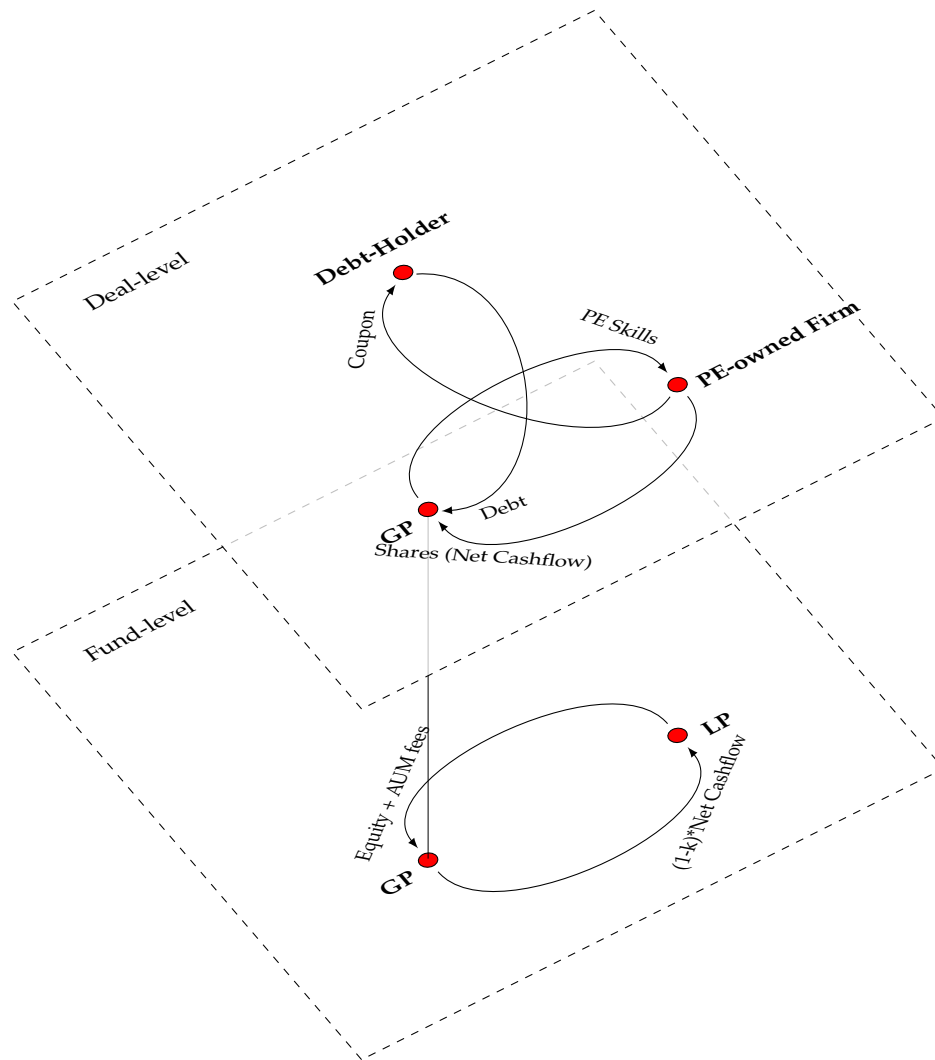 Debt-Holder
Deal-level
Coupon
PE Skills
PE-owned Firm
Debt
GP
Shares (Net Cashflow)
Fund-level
LP
Equity + AUM fees
(1-k)*Net Cashflow
GP